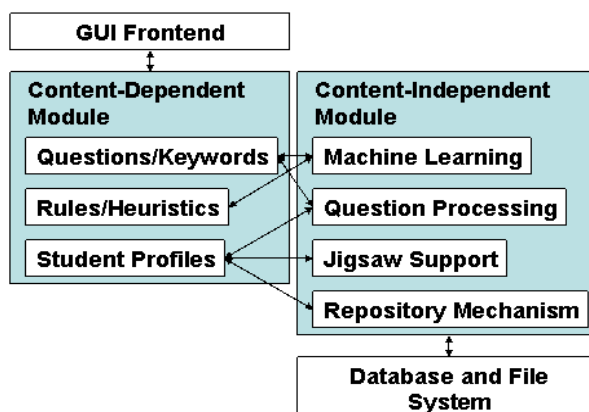 GUI Frontend
Content-Dependent
Module
Questions/Keywords
Rules/Heuristics
Student Profiles
Content-Independent
Module
Machine Learning
Question Processing
Jigsaw Support
Repository Mechanism
Database and File
System